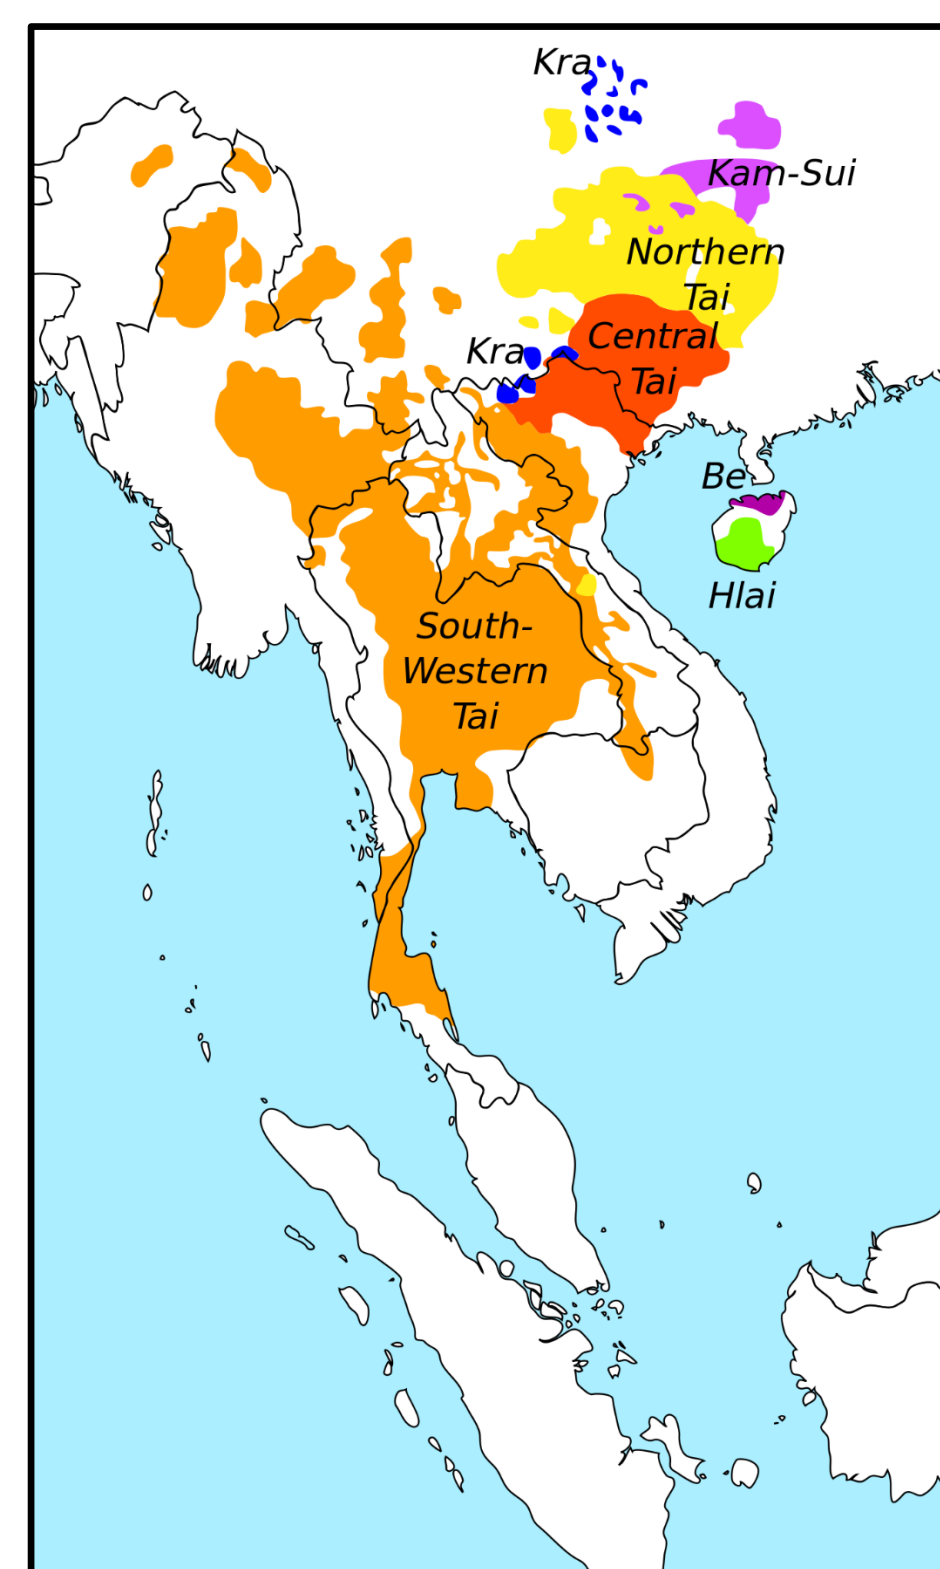 Kra
Kam-Sui
Northern
Tai
Central
Tai
Kra
Be
Hlai
South-
Western
Tai